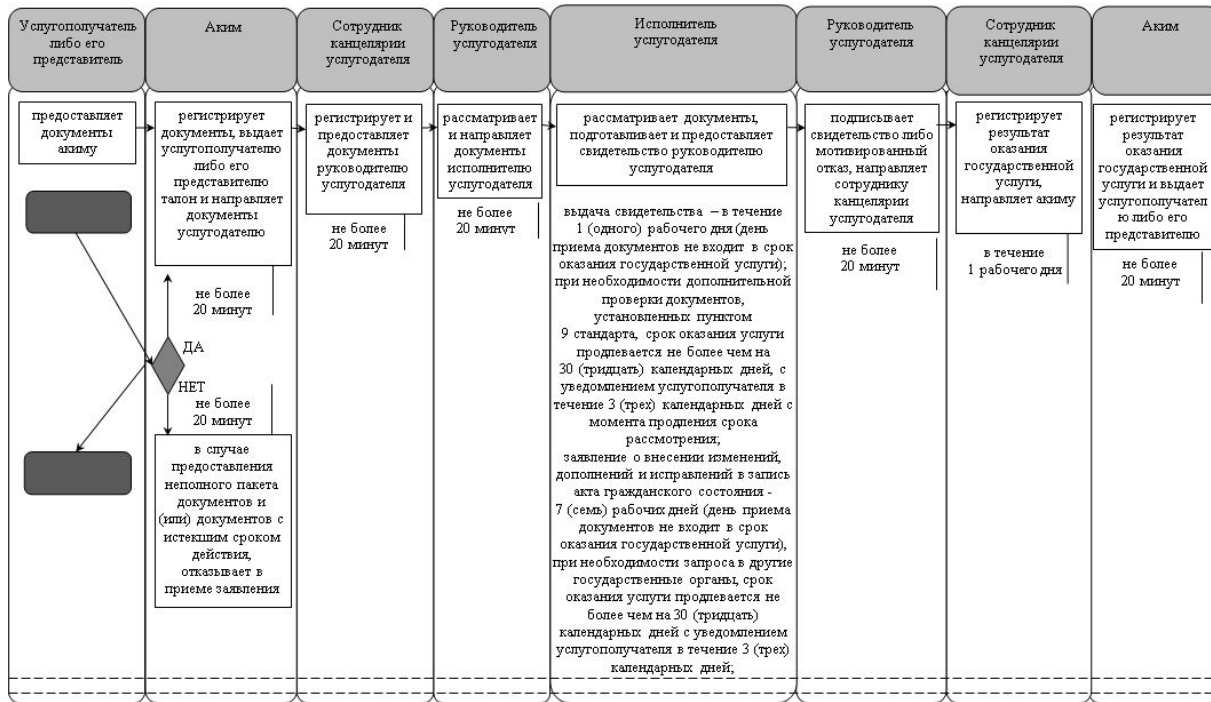 Услугополучатель
либо его
представитель
Аким
Сотрудник
канцелярии
услугодателя
Руководитель
услугодателя
Исполнитель
услугодателя
Руководитель
услугодателя
Сотрудник
канцелярии
услугодателя
Аким
предоставляет
документы
акиму
регистрирует
документы, выдает
услугополучателю
либо его
представителю
талон и направляет
документы
услугодателю
не более
20 минут
ДА
НЕТ
не более
20 минут
в случае
предоставления
неполного пакета
документов и
(или) документов с
истекшим сроком
действия,
отказывает в
приеме заявления
регистрирует и
предоставляет
документы
руководителю
услугодателя
не более
20 минут
рассматривает
и направляет
документы
исполнителю
услугодателя
не более
20 минут
рассматривает документы,
подготавливает и предоставляет
свидетельство руководителю
услугодателя
выдача свидетельства – в течение
1 (одного) рабочего дня (день
приема документов не входит в срок
оказания государственной услуги);
при необходимости дополнительной
проверки документов,
установленных пунктом
9 стандарта, срок оказания услуги
продлевается не более чем на
30 (тридцать) календарных дней, с
уведомлением услугополучателя в
течение 3 (трех) календарных дней с
момента продления срока
рассмотрения;
заявление о внесении изменений,
дополнений и исправлений в запись
акта гражданского состояния -
7 (семь) рабочих дней (день приема
документов не входит в срок
оказания государственной услуги),
при необходимости запроса в другие
государственные органы, срок
оказания услуги продлевается не
более чем на 30 (тридцать)
календарных дней с уведомлением
услугополучателя в течение 3 (трех)
календарных дней;
подписывает
свидетельство либо
мотивированный
отказ, направляет
сотруднику
канцелярии
услугодателя
не более
20 минут
регистрирует
результат
оказания
государственной
услуги,
направляет акиму
в течение
1 рабочего дня
регистрирует
результат
оказания
государственной
услуги и выдает
услугополучател
ю либо его
представителю
не более
20 минут